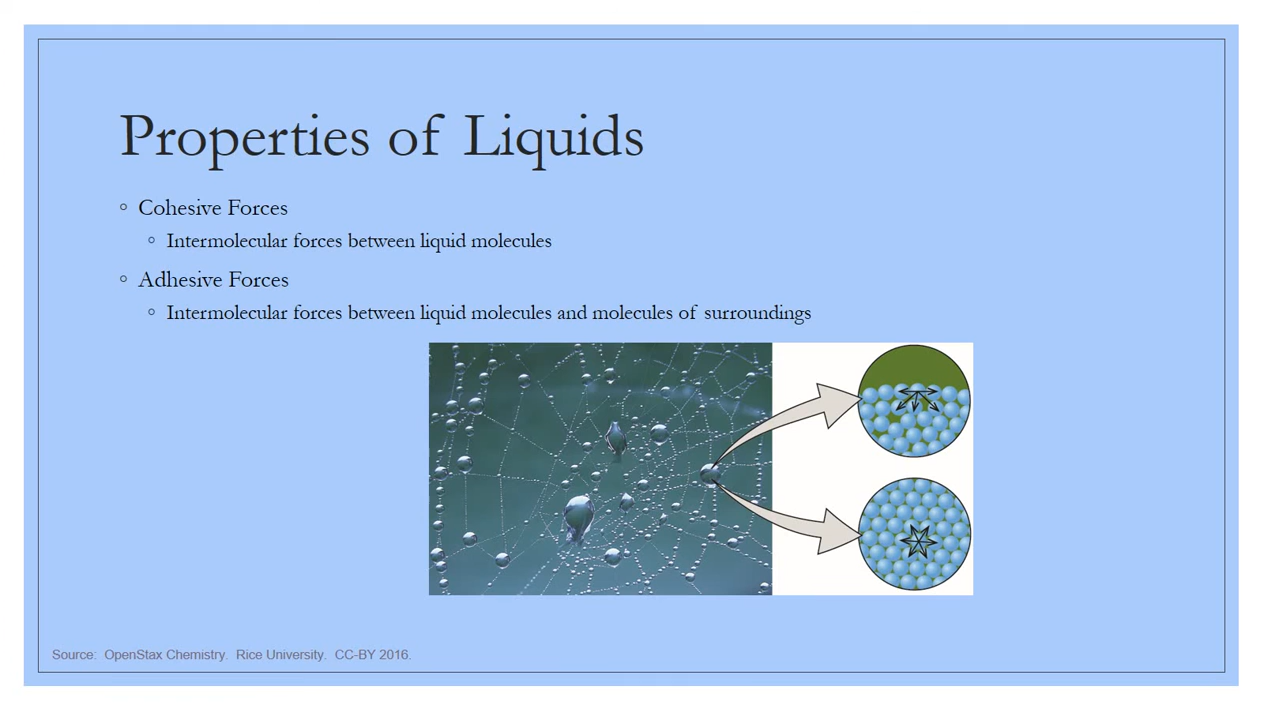 Properties of Liquids
◦ Cohesive Forces
◦ Intermolecular forces between liquid molecules
◦ Adhesive Forces
◦ Intermolecular forces between liquid molecules and molecules of surroundings
Source: OpenStax Chemistry. Rice University. CC-BY 2016.